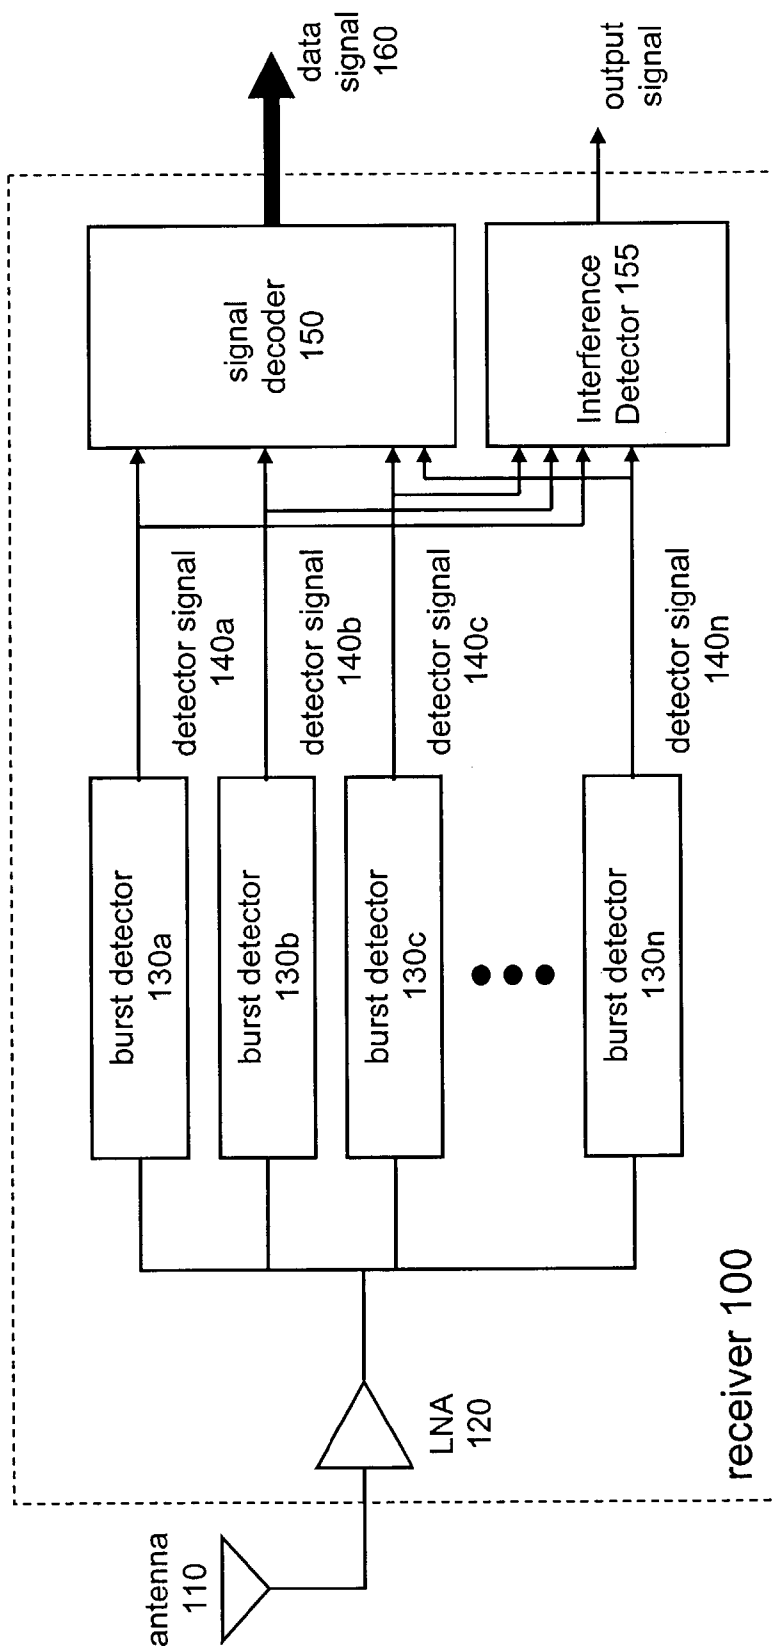 antenna
110
LNA
120
burst detector
130a
burst detector
130b
burst detector
130c
burst detector
130n
detector signal
140a
detector signal
140b
detector signal
140c
detector signal
140n
signal
decoder
150
Interference
Detector 155
data
signal
160
output
signal
receiver 100